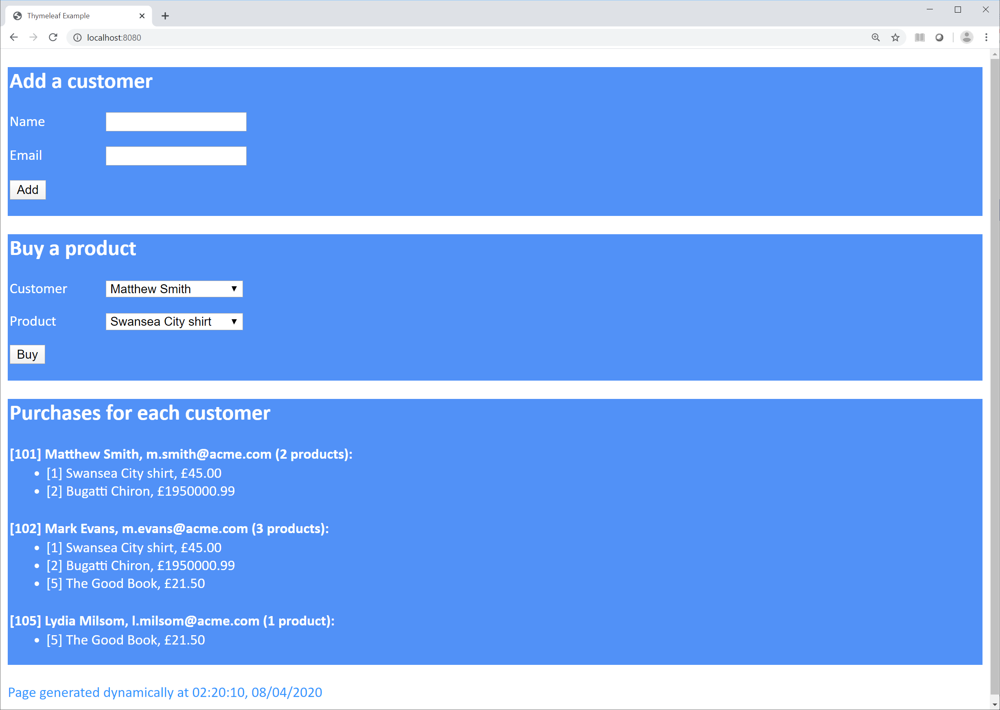 Thymeleaf Example
localhost:8080
Add a customer
Name
Email
Add
Buy a product
Customer Matthew Smith
Product Swansea City shirt
Buy
Purchases for each customer
[101] Matthew Smith, m.smith@acme.com (2 products):
• [1] Swansea City shirt, £45.00
• [2] Bugatti Chiron, £1950000.99
[102] Mark Evans, m.evans@acme.com (3 products):
• [1] Swansea City shirt, £45.00
• [2] Bugatti Chiron, £1950000.99
• [5] The Good Book, £21.50
[105] Lydia Milsom, l.milsom@acme.com (1 product):
• [5] The Good Book, £21.50
Page generated dynamically at 02:20:10, 08/04/2020